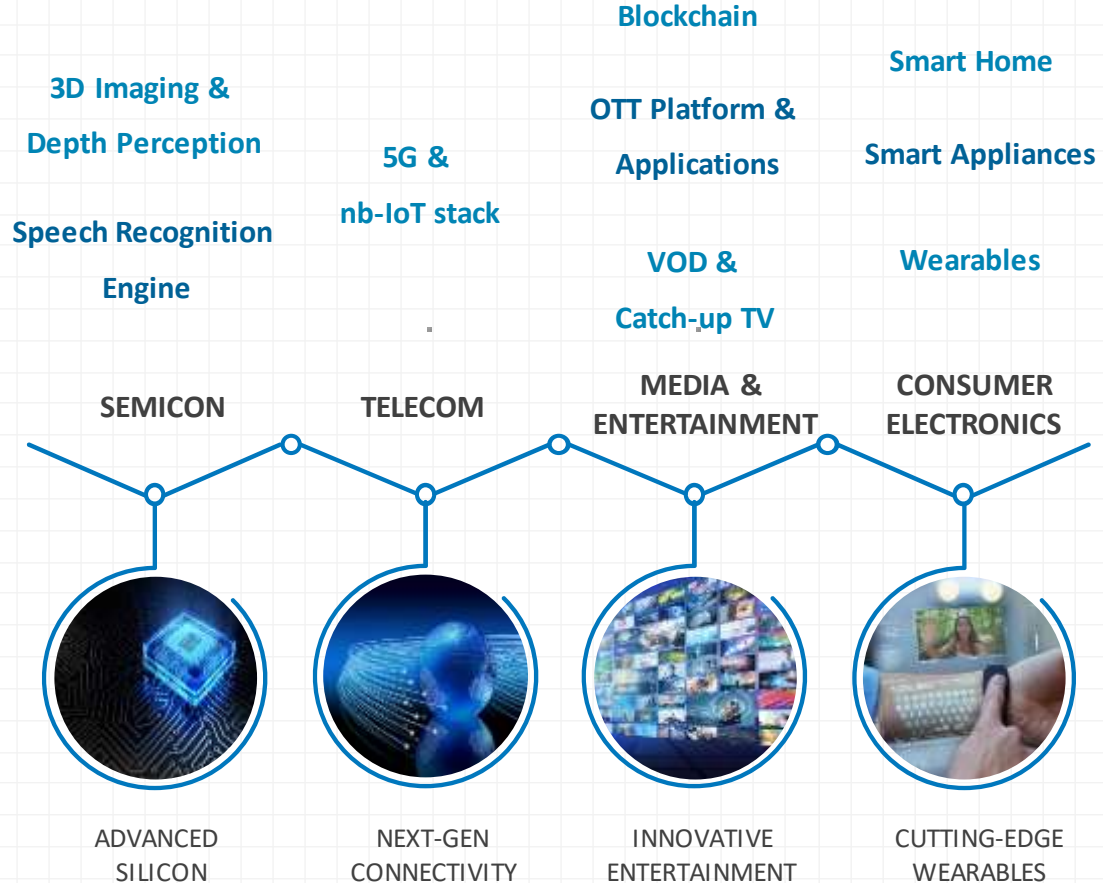 3D Imaging &
Depth Perception
Speech Recognition
Engine
SEMICON
ADVANCED
SILICON
5G &
nb-IoT stack
TELECOM
NEXT-GEN
CONNECTIVITY
Blockchain
OTT Platform &
Applications
VOD &
Catch-up TV
MEDIA &
ENTERTAINMENT
INNOVATIVE
ENTERTAINMENT
Smart Home
Smart Appliances
Wearables
CONSUMER
ELECTRONICS
CUTTING-EDGE
WEARABLES